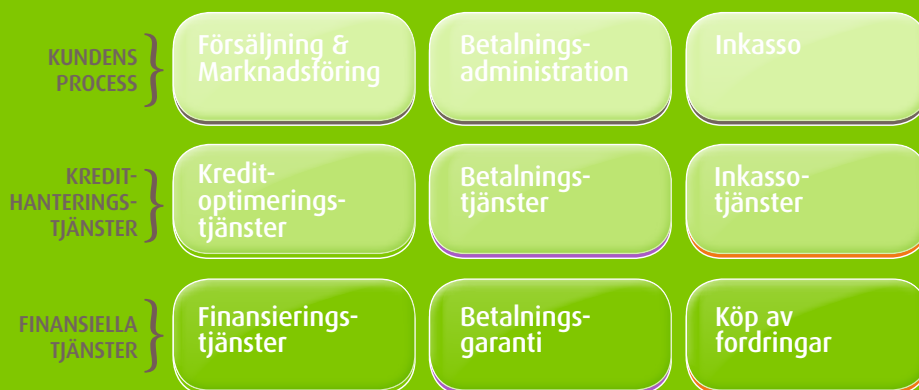 KUNDENS
PROCESS
Försäljning &
Marknadsföring
Betalnings-
administration
Inkasso
KREDIT-
HANTERINGS-
TJÄNSTER
Kredit-
optimerings-
tjänster
Betalnings-
tjänster
Inkasso-
tjänster
FINANSIELLA
TJÄNSTER
Finansierings-
tjänster
Betalnings-
garanti
Köp av
fordringar